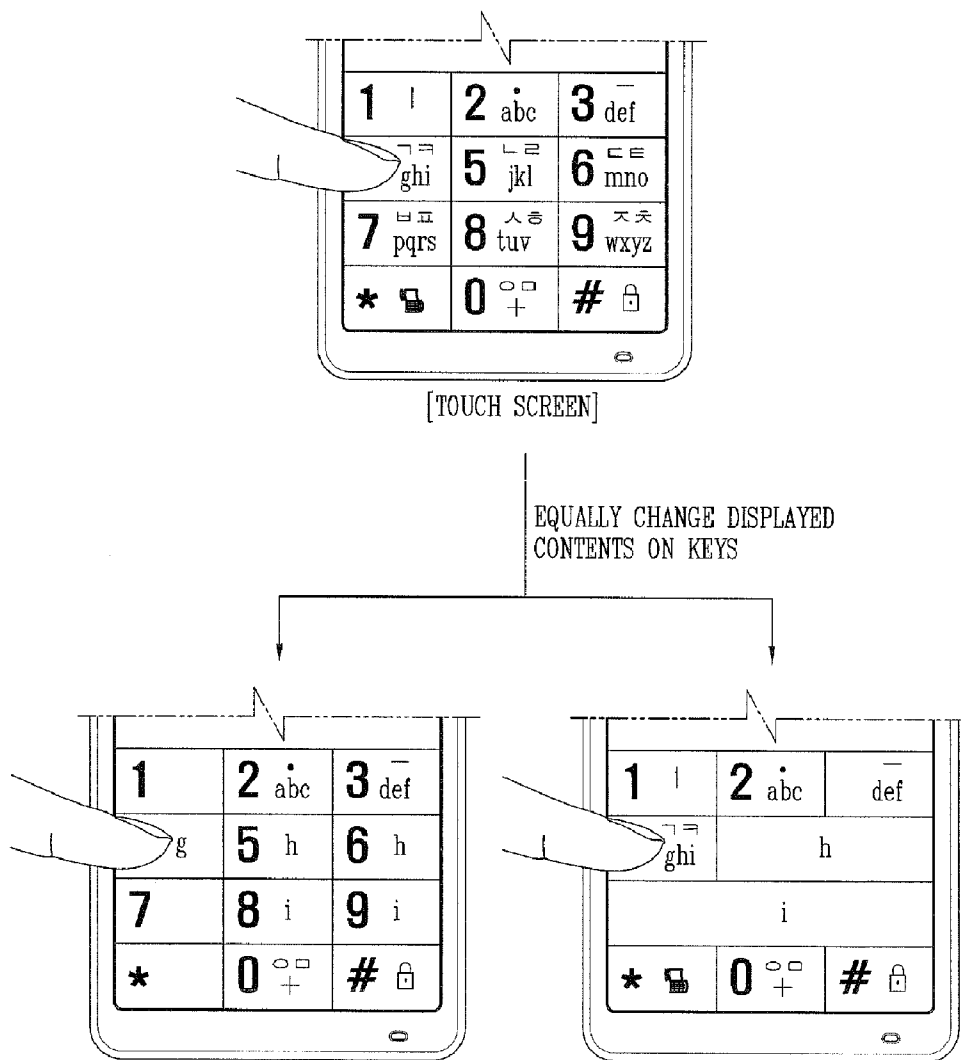 1 ㅣ 2 · abc 3 ㅡ def
ㄱㅋ ghi 5 ㄴㄹ jkl 6 ㄷㅌ mno
7 ㅂㅍ pqrs 8 ㅅㅎ tuv 9 ㅈㅊ wxyz
* 0 ㅇㅁ + #
[TOUCH SCREEN]
EQUALLY CHANGE DISPLAYED
CONTENTS ON KEYS
1 2 · abc 3 ㅡ def
g 5 h 6 h
7 8 i 9 i
* 0 ㅇㅁ + #
1 ㅣ 2 · abc ㅡ def
ㄱㅋ ghi h
i
* 0 ㅇㅁ + #